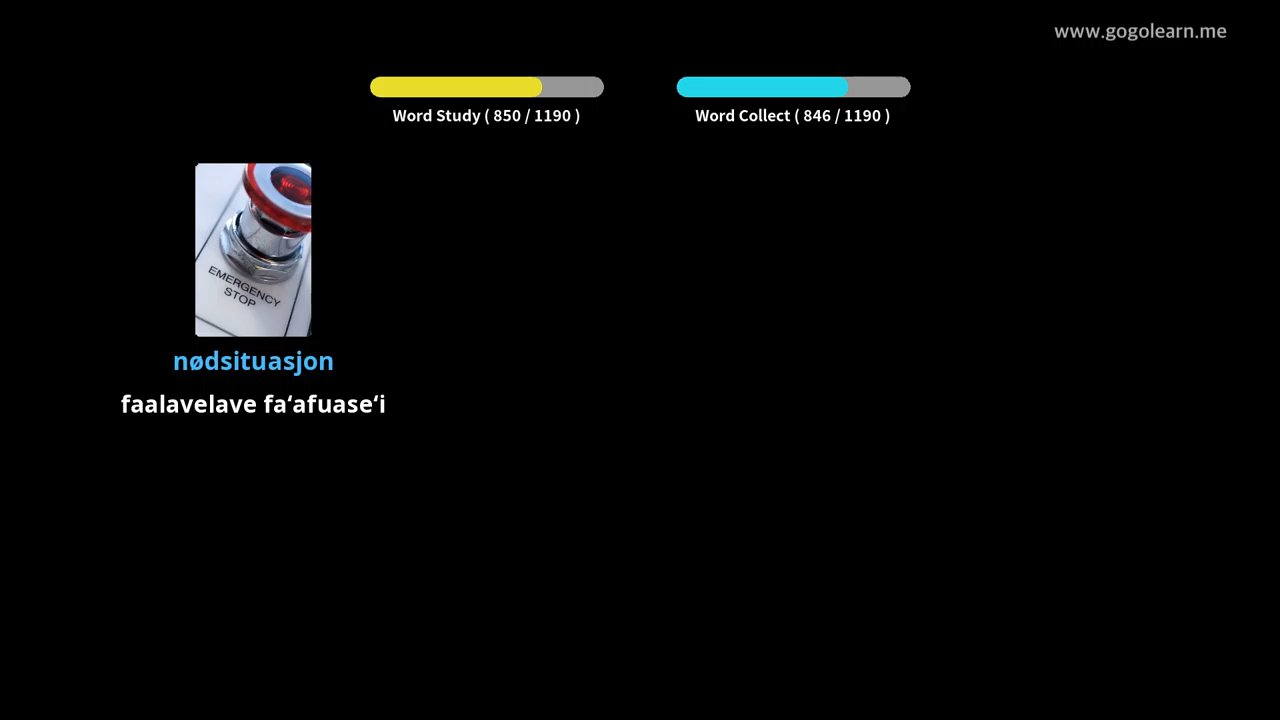 www.gogolearn.me
Word Study ( 850 / 1190 )
Word Collect ( 846 / 1190 )
EMERGENCY
STOP
nødsituasjon
faalavelave fa‘afuase‘i